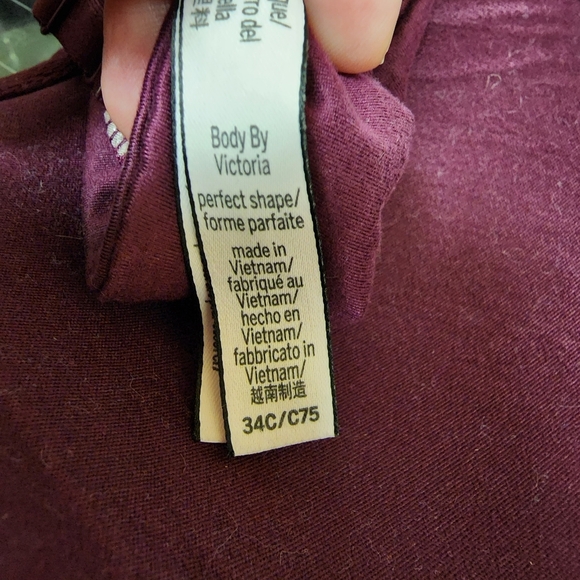 del
Body By
Victoria
perfect shape/
forme parfaite
made in
Vietnam/
fabriqué au
Vietnam/
hecho en
Vietnam/
fabbricato in
Vietnam/
越南制造
34C/C75